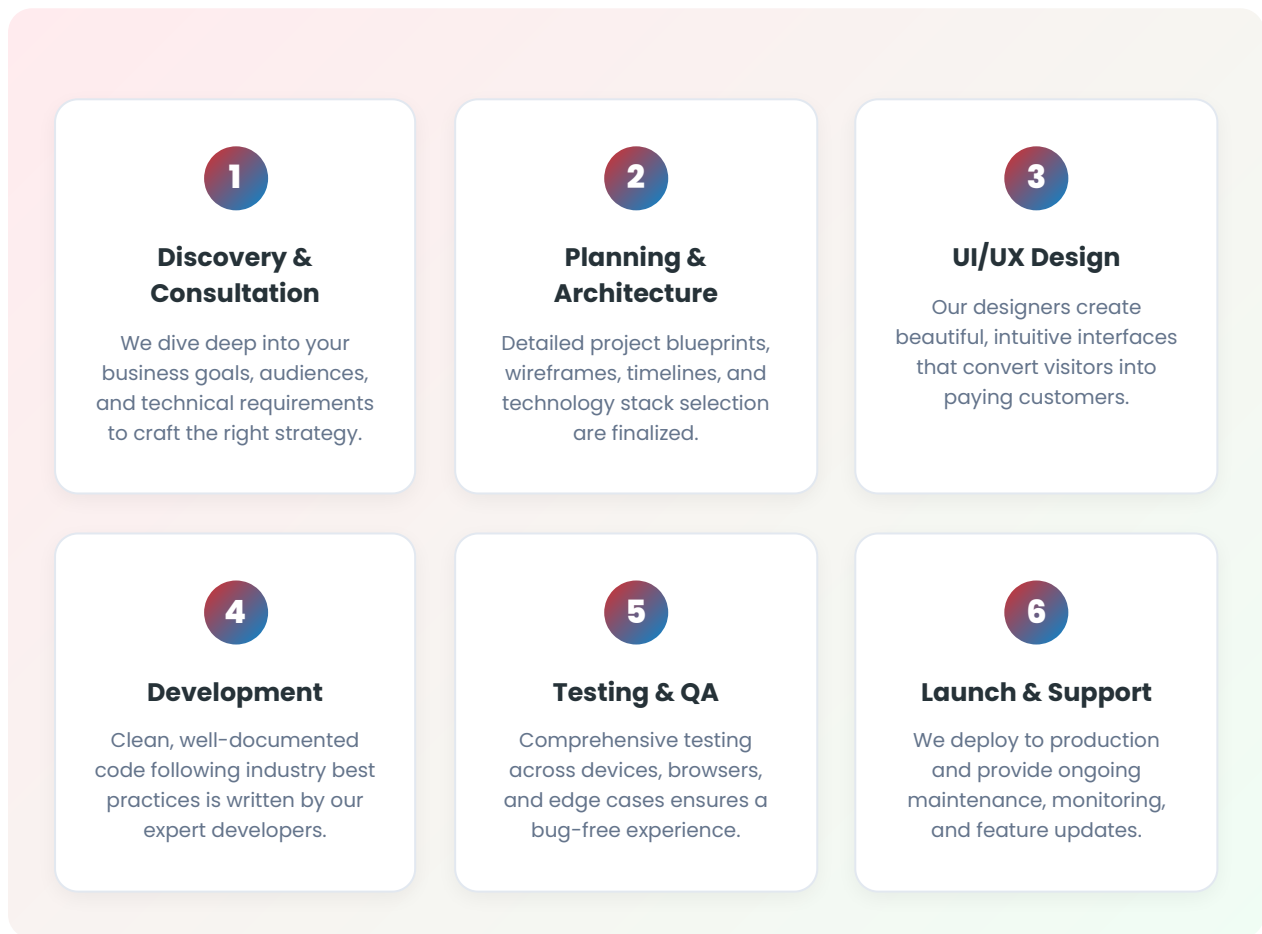 1
Discovery &
Consultation
We dive deep into your
business goals, audiences,
and technical requirements
to craft the right strategy.
2
Planning &
Architecture
Detailed project blueprints,
wireframes, timelines, and
technology stack selection
are finalized.
3
UI/UX Design
Our designers create
beautiful, intuitive interfaces
that convert visitors into
paying customers.
4
Development
Clean, well-documented
code following industry best
practices is written by our
expert developers.
5
Testing & QA
Comprehensive testing
across devices, browsers,
and edge cases ensures a
bug-free experience.
6
Launch & Support
We deploy to production
and provide ongoing
maintenance, monitoring,
and feature updates.